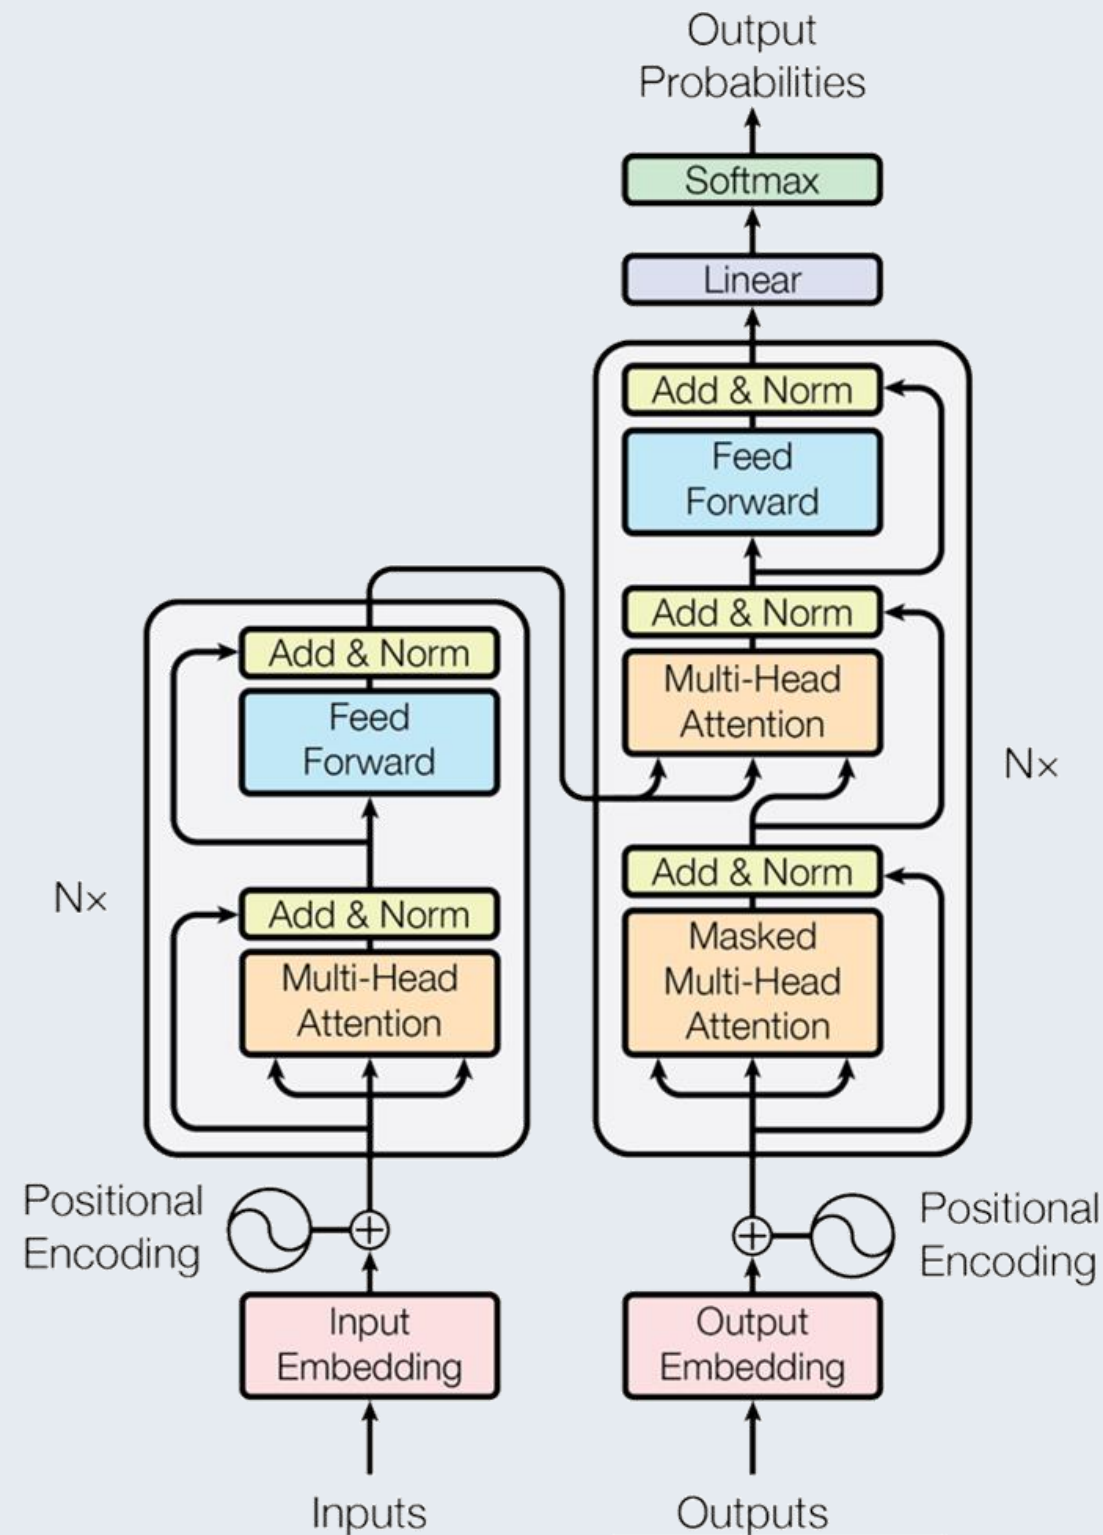 Output
Probabilities
Softmax
Linear
Add & Norm
Feed
Forward
Add & Norm
Multi-Head
Attention
Nx
Add & Norm
Masked
Multi-Head
Attention
Add & Norm
Feed
Forward
Nx
Add & Norm
Multi-Head
Attention
Positional
Encoding
Positional
Encoding
Input
Embedding
Output
Embedding
Inputs
Outputs